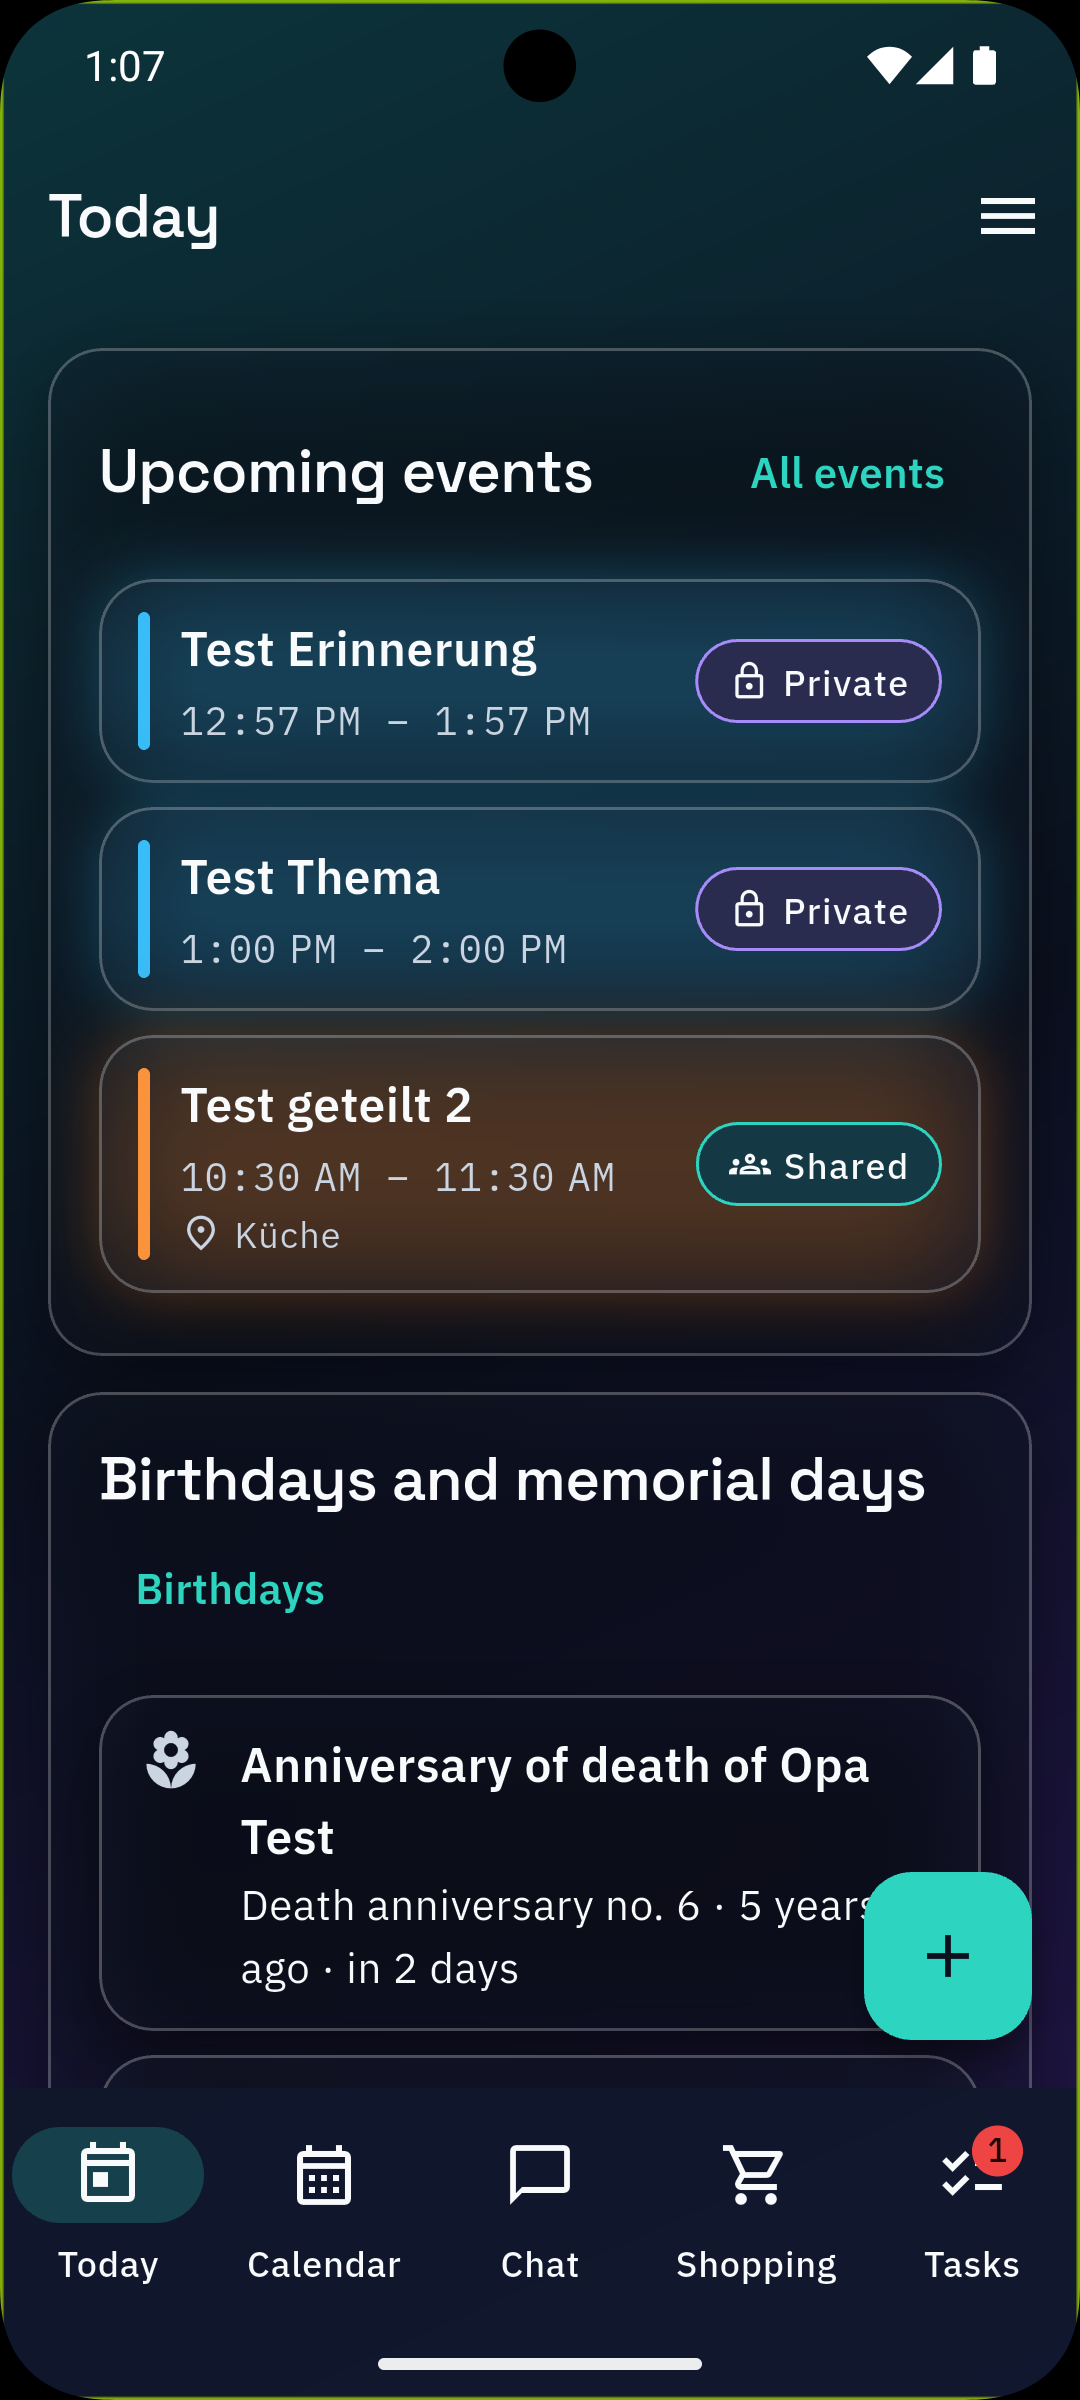 1:07
Today
Upcoming events
All events
Test Erinnerung
12:57 PM – 1:57 PM
Private
Test Thema
1:00 PM – 2:00 PM
Private
Test geteilt 2
10:30 AM – 11:30 AM
Küche
Shared
Birthdays and memorial days
Birthdays
Anniversary of death of Opa
Test
Death anniversary no. 6 · 5 years
ago · in 2 days
1
Today
Calendar
Chat
Shopping
Tasks